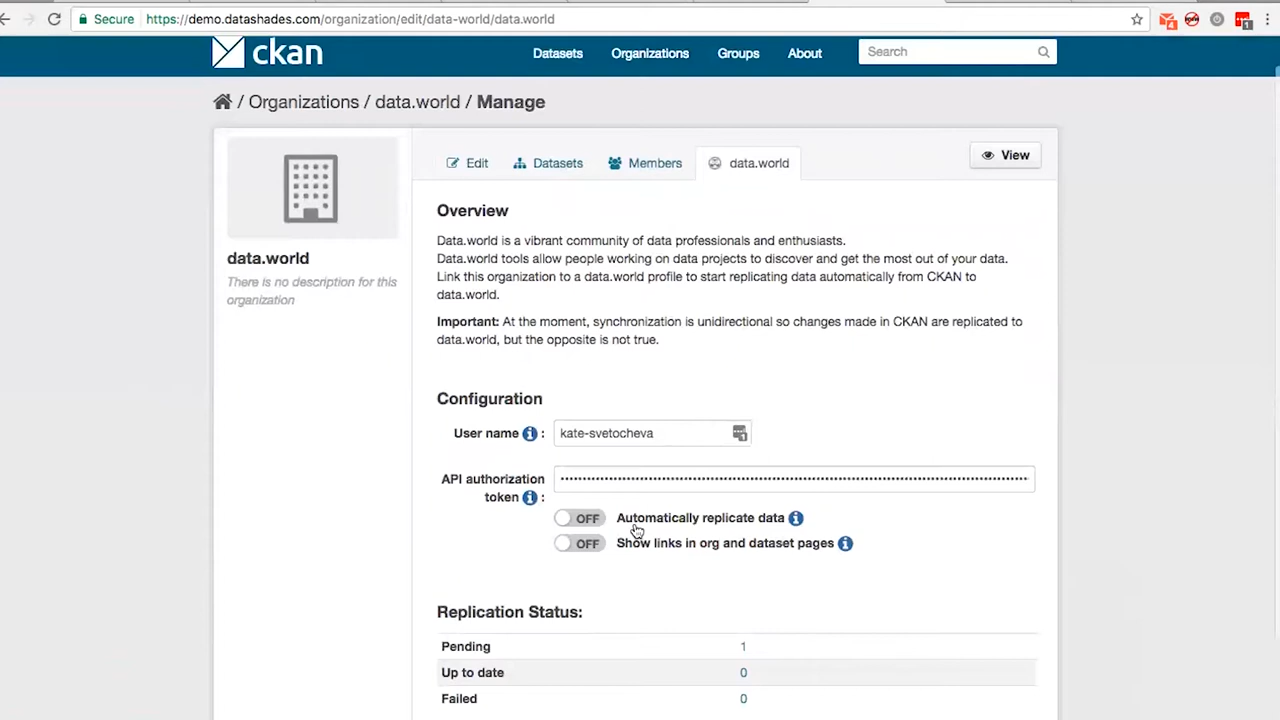 Secure https://demo.datashades.com/organization/edit/data-world/data.world
4
1
ckan
Datasets Organizations Groups About Search
/ Organizations / data.world / Manage
Edit Datasets Members data.world View
data.world
There is no description for this
organization
Overview
Data.world is a vibrant community of data professionals and enthusiasts.
Data.world tools allow people working on data projects to discover and get the most out of your data.
Link this organization to a data.world profile to start replicating data automatically from CKAN to
data.world.
Important: At the moment, synchronization is unidirectional so changes made in CKAN are replicated to
data.world, but the opposite is not true.
Configuration
User name : kate-svetocheva
API authorization
token :
OFF Automatically replicate data
OFF Show links in org and dataset pages
Replication Status:
Pending 1
Up to date 0
Failed 0